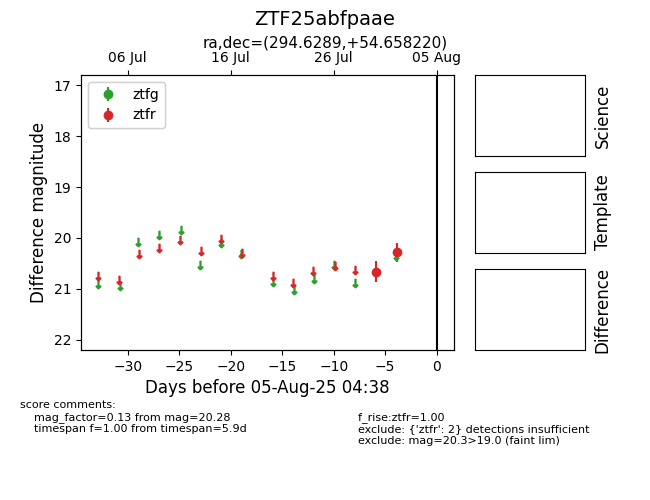 ZTF25abfpaae
ra,dec=(294.6289,+54.658220)
06 Jul 16 Jul 26 Jul 05 Aug
ztfg
ztfr
17
18
19
20
21
22
Difference magnitude
−30 −25 −20 −15 −10 −5 0
Days before 05-Aug-25 04:38
Science
Template
Difference
score comments:
mag_factor=0.13 from mag=20.28
timespan f=1.00 from timespan=5.9d
f_rise:ztfr=1.00
exclude: {'ztfr': 2} detections insufficient
exclude: mag=20.3>19.0 (faint lim)